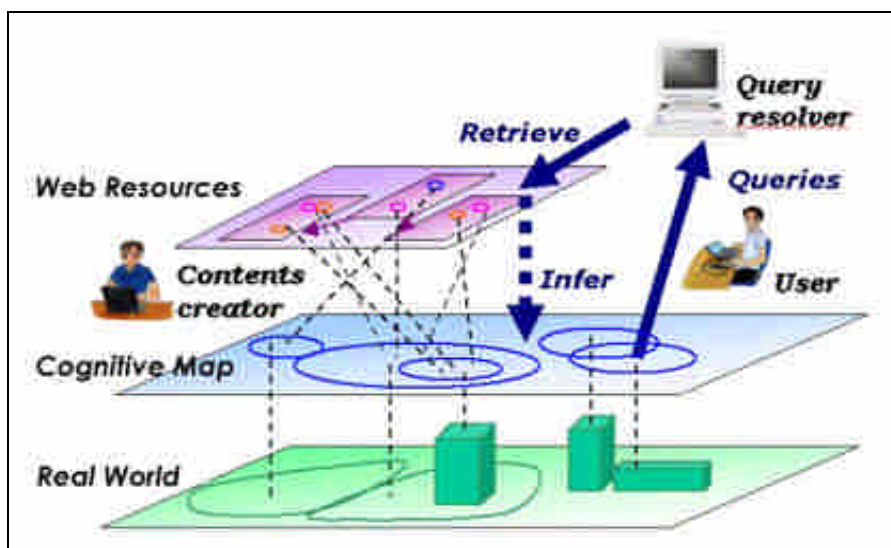 Query
resolver
Retrieve
Web Resources
Queries
Contents
creator
Infer
User
Cognitive Map
Real World